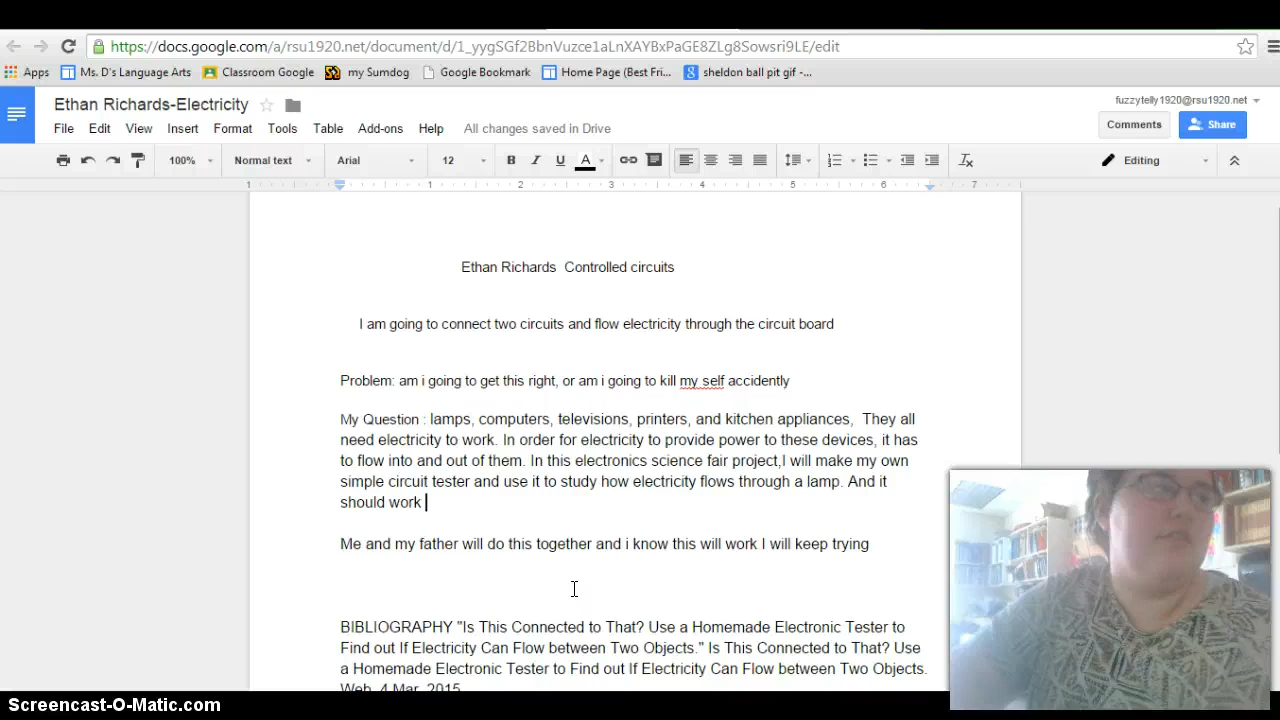 https://docs.google.com/a/rsu1920.net/document/d/1_yygSGf2BbnVuzce1aLnXAYBxPaGE8ZLg8Sowsri9LE/edit
Apps Ms. D's Language Arts Classroom Google my Sumdog Google Bookmark Home Page (Best Fri... sheldon ball pit gif -...
Ethan Richards-Electricity
fuzzytelly1920@rsu1920.net
File Edit View Insert Format Tools Table Add-ons Help All changes saved in Drive
Comments Share
100% Normal text Arial 12 B I U A Editing
1 1 2 3 4 5 6 7
Ethan Richards  Controlled circuits
I am going to connect two circuits and flow electricity through the circuit board
Problem: am i going to get this right, or am i going to kill my self accidently
My Question : lamps, computers, televisions, printers, and kitchen appliances,  They all
need electricity to work. In order for electricity to provide power to these devices, it has
to flow into and out of them. In this electronics science fair project,I will make my own
simple circuit tester and use it to study how electricity flows through a lamp. And it
should work
Me and my father will do this together and i know this will work I will keep trying
BIBLIOGRAPHY "Is This Connected to That? Use a Homemade Electronic Tester to
Find out If Electricity Can Flow between Two Objects." Is This Connected to That? Use
a Homemade Electronic Tester to Find out If Electricity Can Flow between Two Objects.
Web. 4 Mar. 2015.
Screencast-O-Matic.com